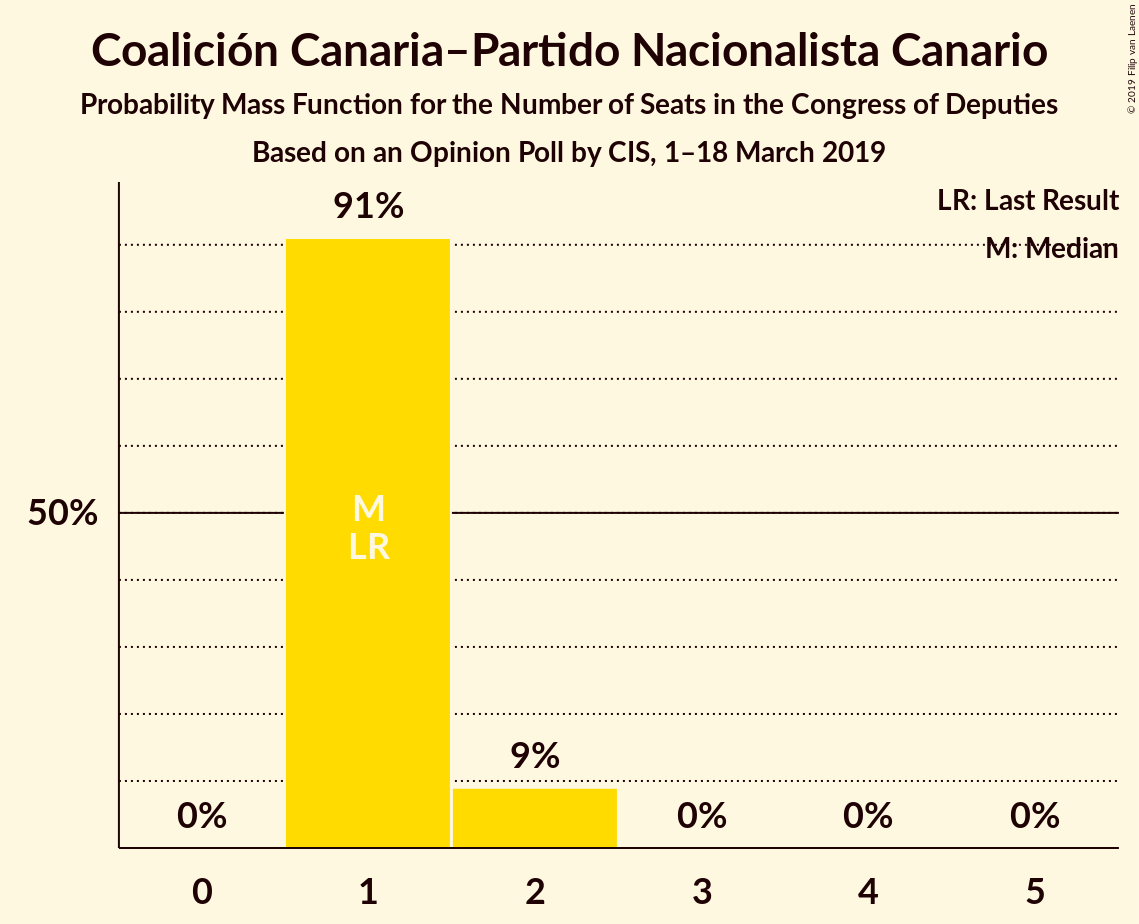 Coalición Canaria–Partido Nacionalista Canario
Probability Mass Function for the Number of Seats in the Congress of Deputies
Based on an Opinion Poll by CIS, 1–18 March 2019
© 2019 Filip van Laenen
LR: Last Result
M: Median
91%
50%
M
LR
9%
0%
0%
0%
0%
0
1
2
3
4
5